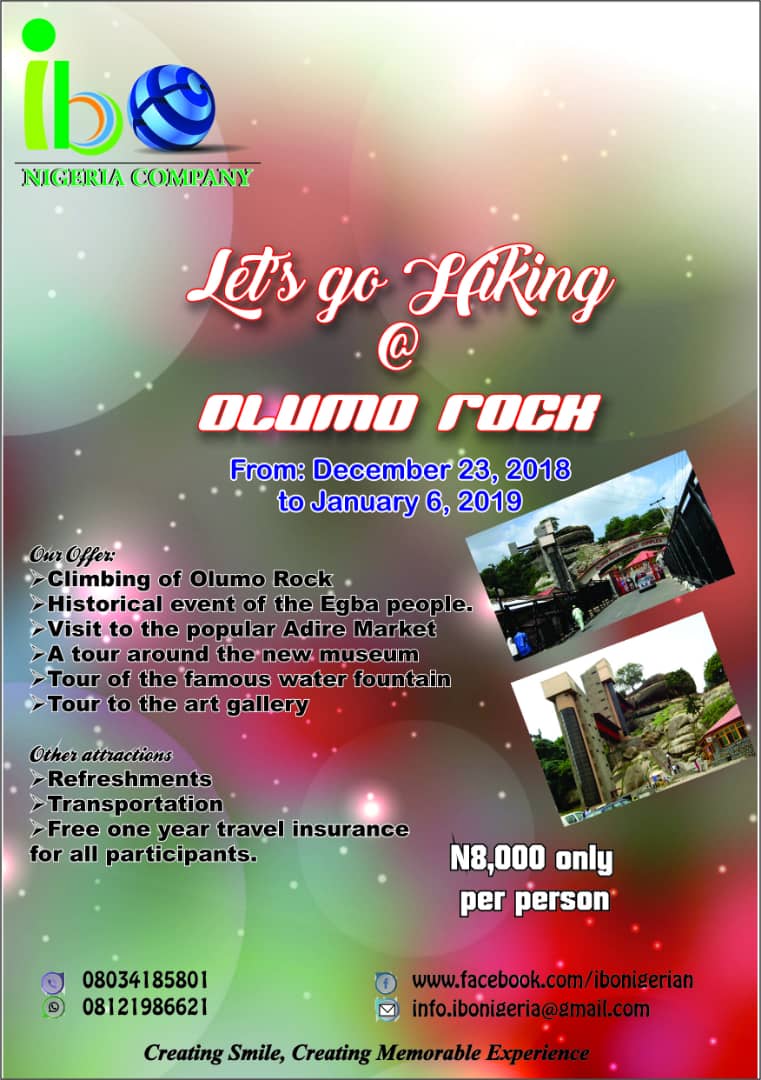 ibo
NIGERIA COMPANY
Let's go Hiking
@
OLUMO ROCK
From: December 23, 2018
to January 6, 2019
Our Offer:
➢Climbing of Olumo Rock
➢Historical event of the Egba people.
➢Visit to the popular Adire Market
➢A tour around the new museum
➢Tour of the famous water fountain
➢Tour to the art gallery
Other attractions
➢Refreshments
➢Transportation
➢Free one year travel insurance
for all participants.
N8,000 only
per person
08034185801
08121986621
www.facebook.com/ibonigerian
info.ibonigeria@gmail.com
Creating Smile, Creating Memorable Experience